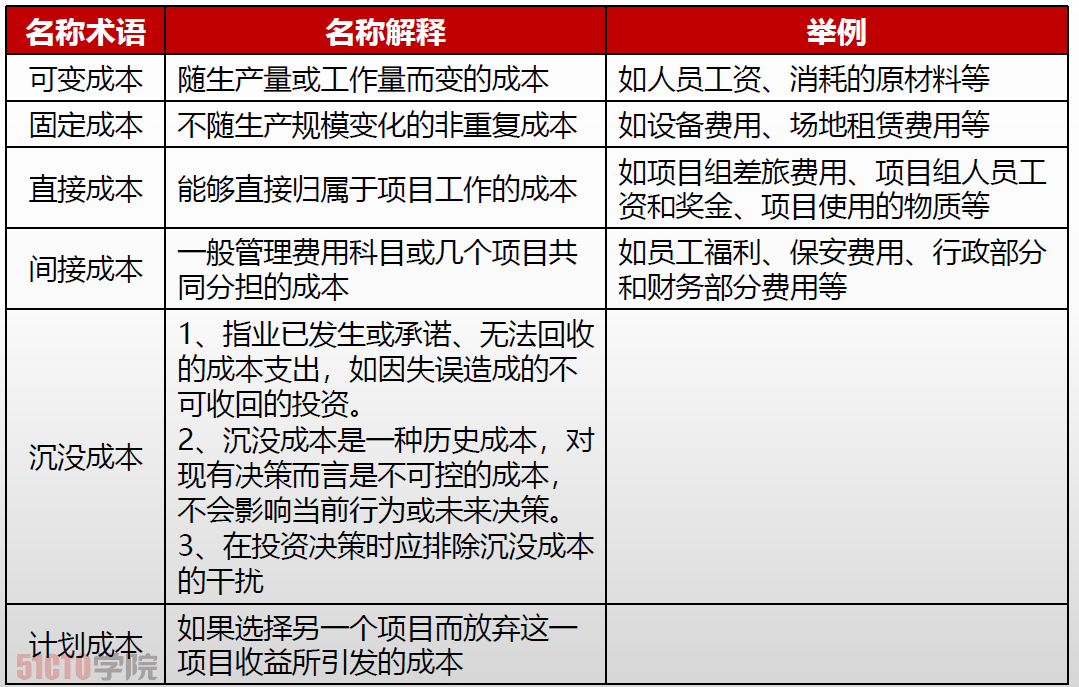 名称术语 名称解释 举例
可变成本 随生产量或工作量而变的成本 如人员工资、消耗的原材料等
固定成本 不随生产规模变化的非重复成本 如设备费用、场地租赁费用等
直接成本 能够直接归属于项目工作的成本 如项目组差旅费用、项目组人员工
资和奖金、项目使用的物质等
间接成本 一般管理费用科目或几个项目共
同分担的成本 如员工福利、保安费用、行政部分
和财务部分费用等
沉没成本 1、指业已发生或承诺、无法回收
的成本支出，如因失误造成的不
可收回的投资。
2、沉没成本是一种历史成本，对
现有决策而言是不可控的成本，
不会影响当前行为或未来决策。
3、在投资决策时应排除沉没成本
的干扰
计划成本 如果选择另一个项目而放弃这一
项目收益所引发的成本
51CTO学院